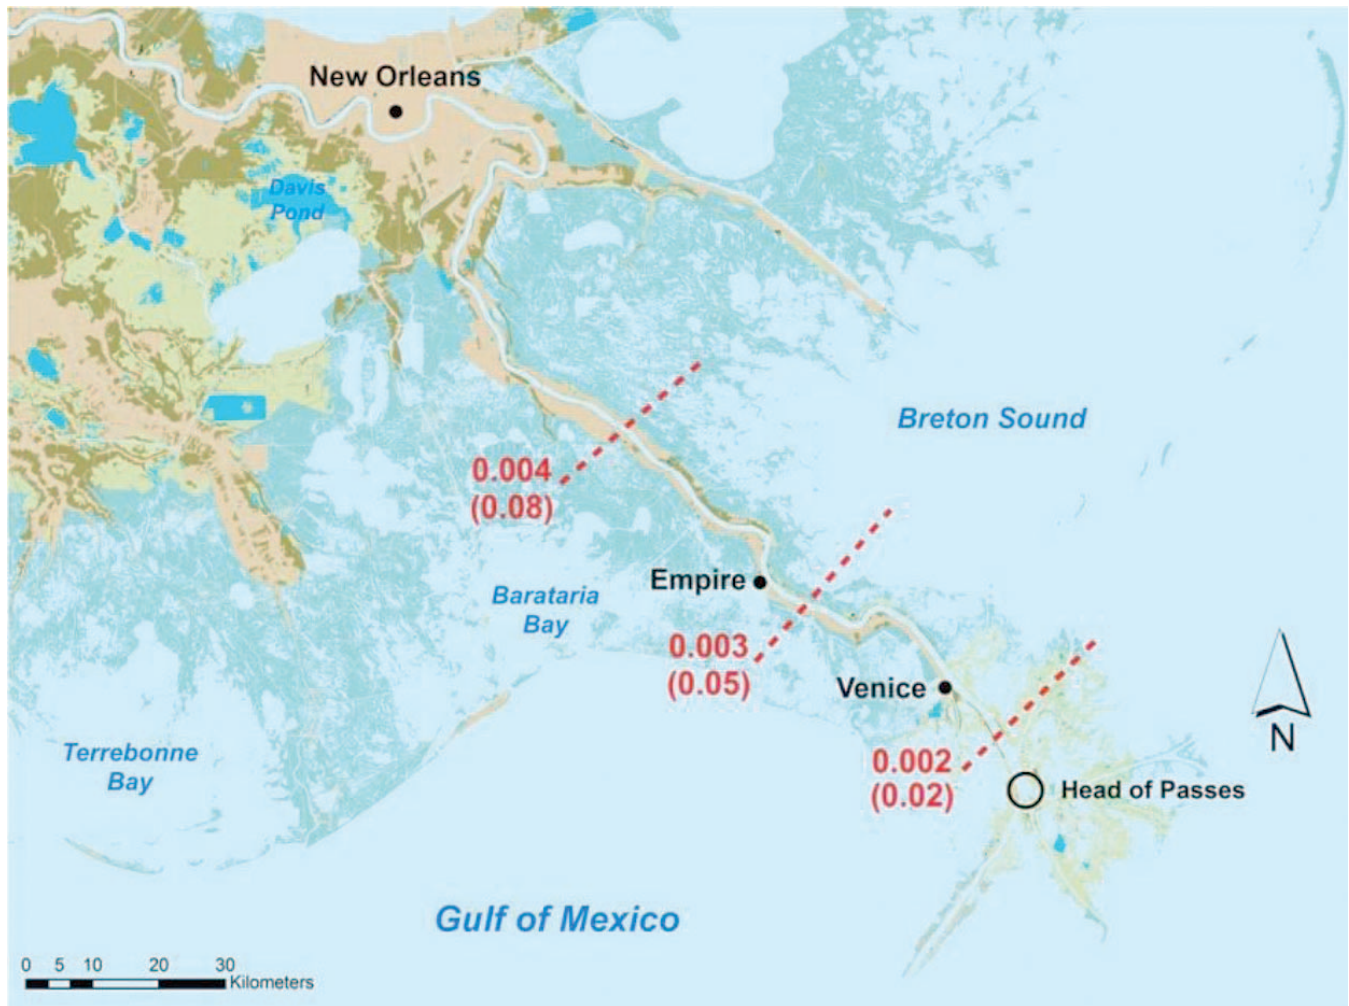 New Orleans
Davis
Pond
Breton Sound
0.004
(0.08)
Empire
Barataria
Bay
0.003
(0.05)
Venice
N
Terrebonne
Bay
0.002
(0.02)
Head of Passes
Gulf of Mexico
0 5 10 20 30
Kilometers